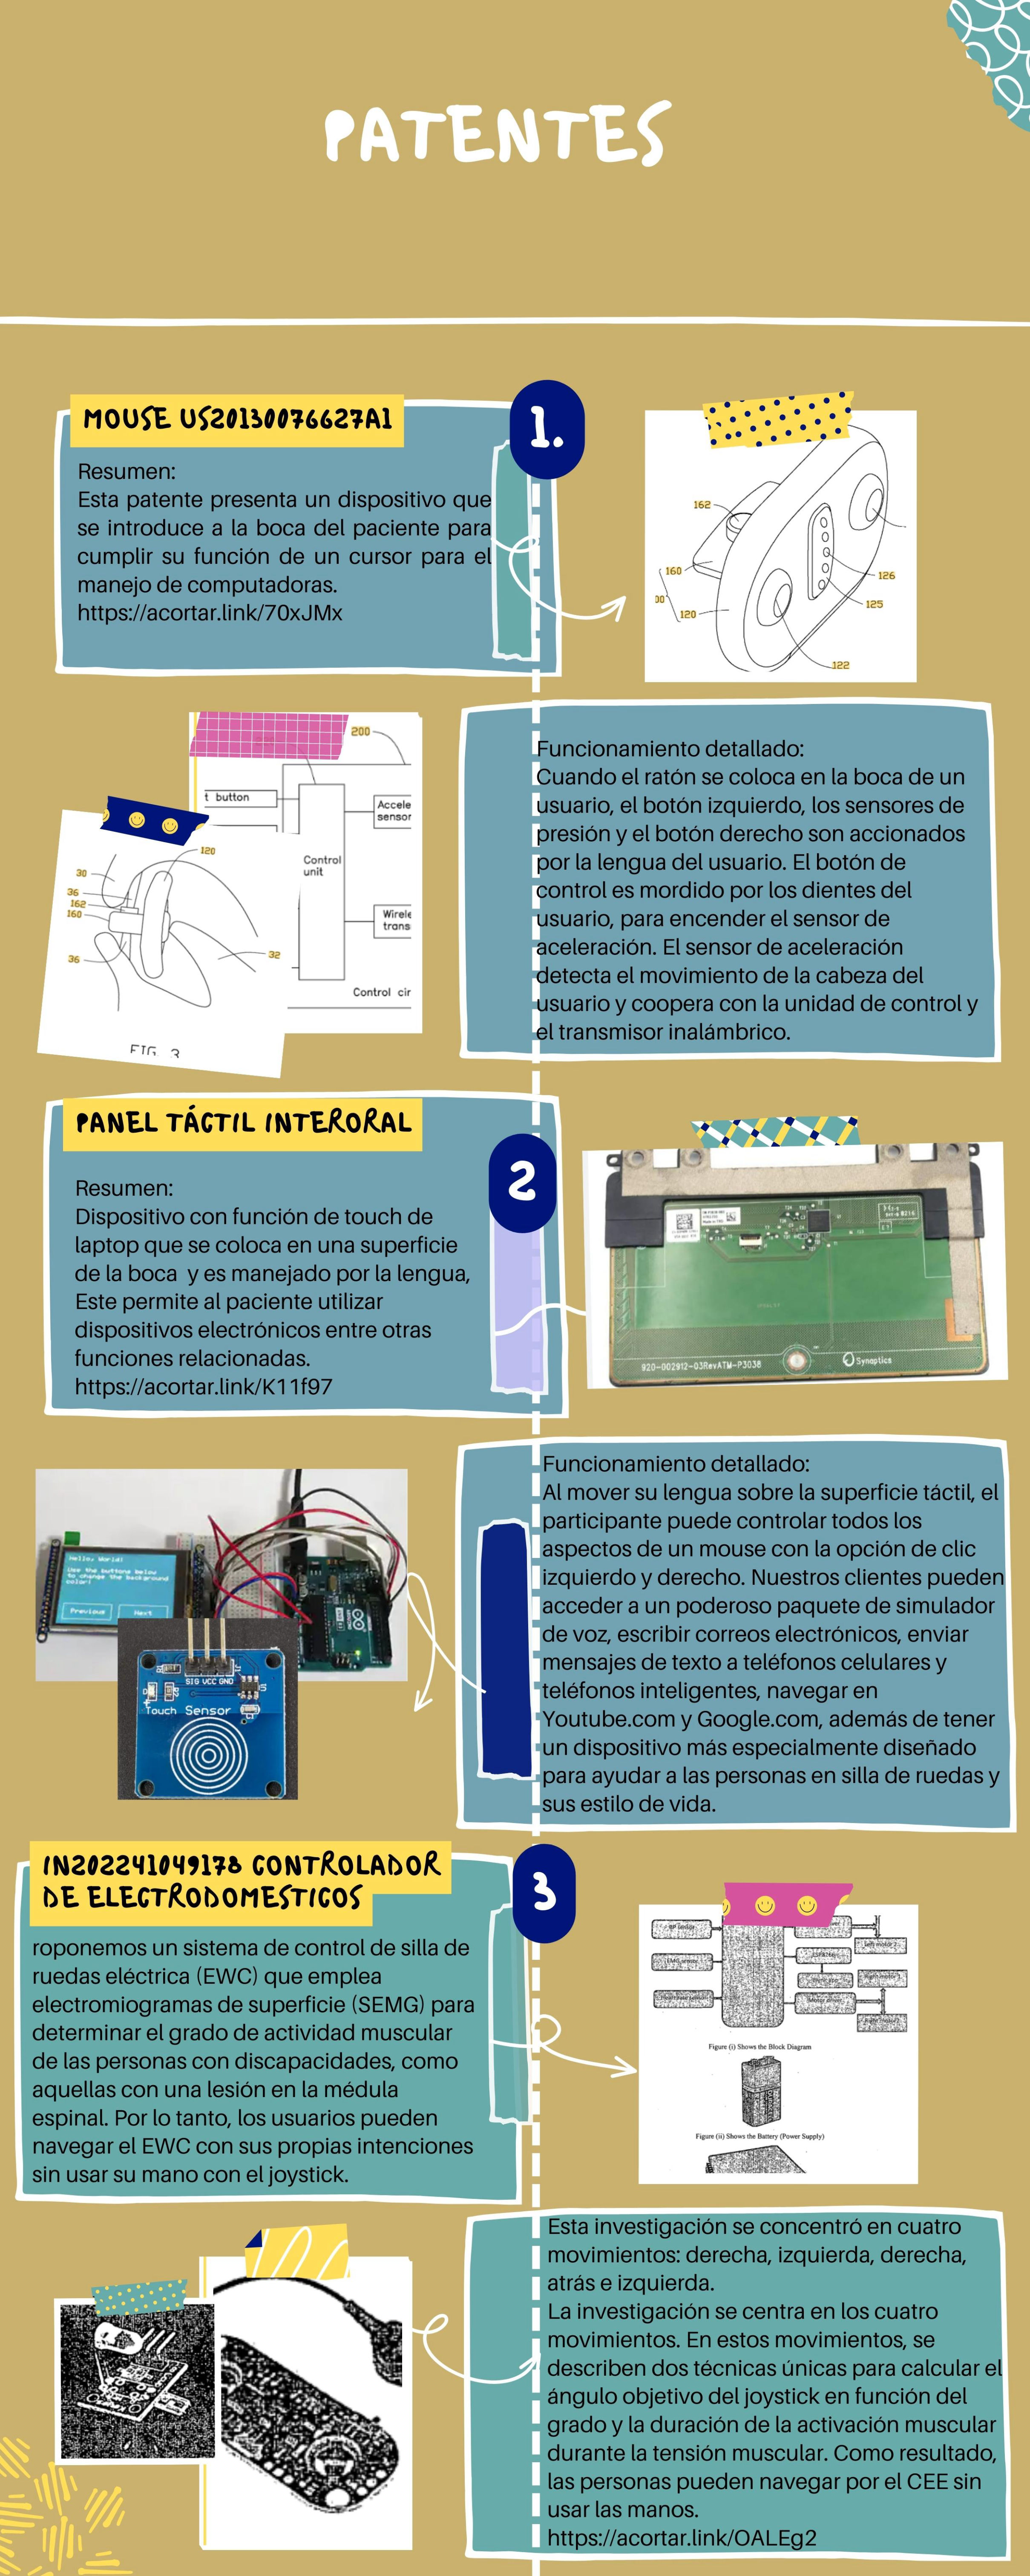 PATENTES
MOUSE US20130076627A1
1.
Resumen:
Esta patente presenta un dispositivo que
se introduce a la boca del paciente para
cumplir su función de un cursor para el
manejo de computadoras.
https://acortar.link/70xJMx
162
160
00
120
126
125
122
200
t button
Accele
sensor
Control
unit
Wirele
trans
Control cir
120
30
36
162
160
36
32
FIG. 3
Funcionamiento detallado:
Cuando el ratón se coloca en la boca de un
usuario, el botón izquierdo, los sensores de
presión y el botón derecho son accionados
por la lengua del usuario. El botón de
control es mordido por los dientes del
usuario, para encender el sensor de
aceleración. El sensor de aceleración
detecta el movimiento de la cabeza del
usuario y coopera con la unidad de control y
el transmisor inalámbrico.
PANEL TÁCTIL INTERORAL
2
Resumen:
Dispositivo con función de touch de
laptop que se coloca en una superficie
de la boca y es manejado por la lengua,
Este permite al paciente utilizar
dispositivos electrónicos entre otras
funciones relacionadas.
https://acortar.link/K11f97
920-002912-03RevATM-P3038
Synaptics
Hello, World!
Use the buttons below
to change the background
color!
Previous
Next
SIG VCC GND
Touch Sensor
Funcionamiento detallado:
Al mover su lengua sobre la superficie táctil, el
participante puede controlar todos los
aspectos de un mouse con la opción de clic
izquierdo y derecho. Nuestros clientes pueden
acceder a un poderoso paquete de simulador
de voz, escribir correos electrónicos, enviar
mensajes de texto a teléfonos celulares y
teléfonos inteligentes, navegar en
Youtube.com y Google.com, además de tener
un dispositivo más especialmente diseñado
para ayudar a las personas en silla de ruedas y
sus estilo de vida.
IN202241049178 CONTROLADOR
DE ELECTRODOMESTICOS
3
roponemos un sistema de control de silla de
ruedas eléctrica (EWC) que emplea
electromiogramas de superficie (SEMG) para
determinar el grado de actividad muscular
de las personas con discapacidades, como
aquellas con una lesión en la médula
espinal. Por lo tanto, los usuarios pueden
navegar el EWC con sus propias intenciones
sin usar su mano con el joystick.
Figure (i) Shows the Block Diagram
Figure (ii) Shows the Battery (Power Supply)
Esta investigación se concentró en cuatro
movimientos: derecha, izquierda, derecha,
atrás e izquierda.
La investigación se centra en los cuatro
movimientos. En estos movimientos, se
describen dos técnicas únicas para calcular el
ángulo objetivo del joystick en función del
grado y la duración de la activación muscular
durante la tensión muscular. Como resultado,
las personas pueden navegar por el CEE sin
usar las manos.
https://acortar.link/OALEg2